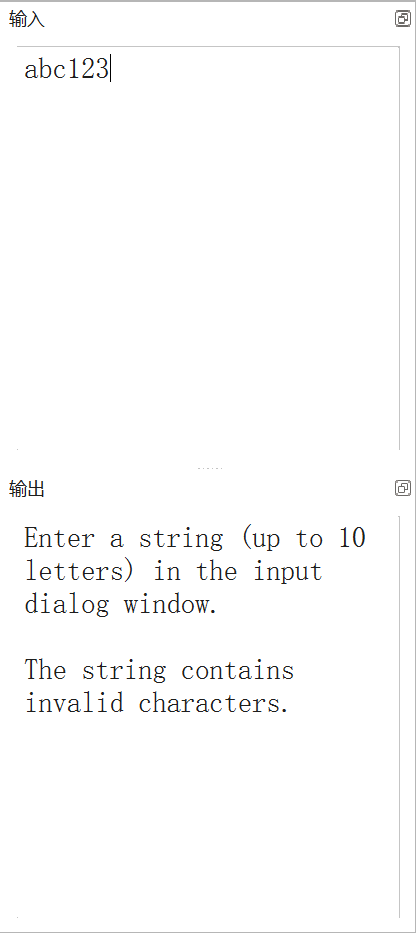 输入
abc123
输出
Enter a string (up to 10
letters) in the input
dialog window.
The string contains
invalid characters.